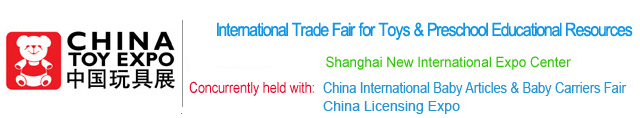 CHINA
TOY EXPO
中国玩具展
International Trade Fair for Toys & Preschool Educational Resources
Shanghai New International Expo Center
Concurrently held with: China International Baby Articles & Baby Carriers Fair
China Licensing Expo